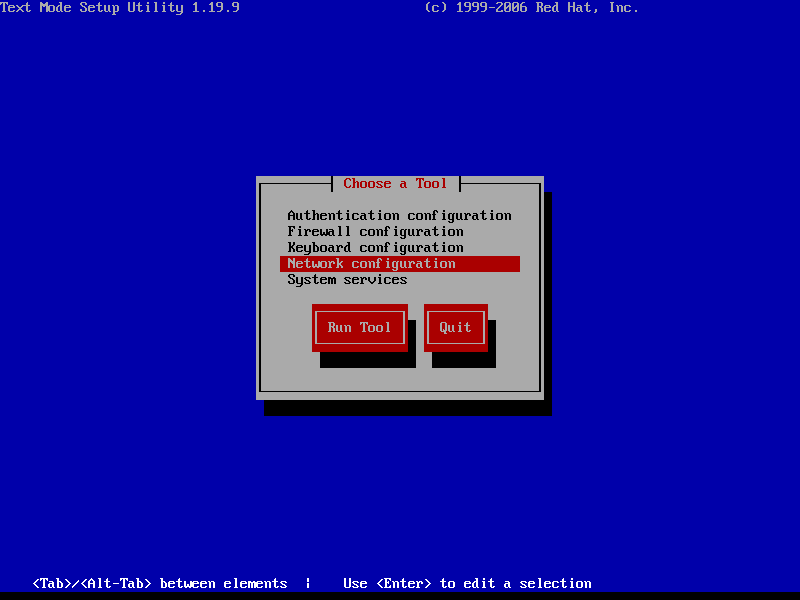 Text Mode Setup Utility 1.19.9 (c) 1999-2006 Red Hat, Inc.
Choose a Tool
Authentication configuration
Firewall configuration
Keyboard configuration
Network configuration
System services
Run Tool Quit
<Tab>/<Alt-Tab> between elements | Use <Enter> to edit a selection